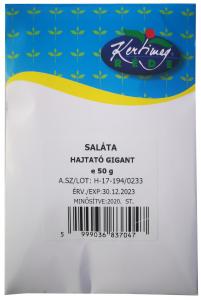 Kertimag
RÉDE
SALÁTA
HAJTATÓ GIGANT
e 50 g
A.SZ/LOT: H-17-194/0233
ÉRV./EXP:30.12.2023
MINŐSÍTVE:2020. ST.
5 999036 837047